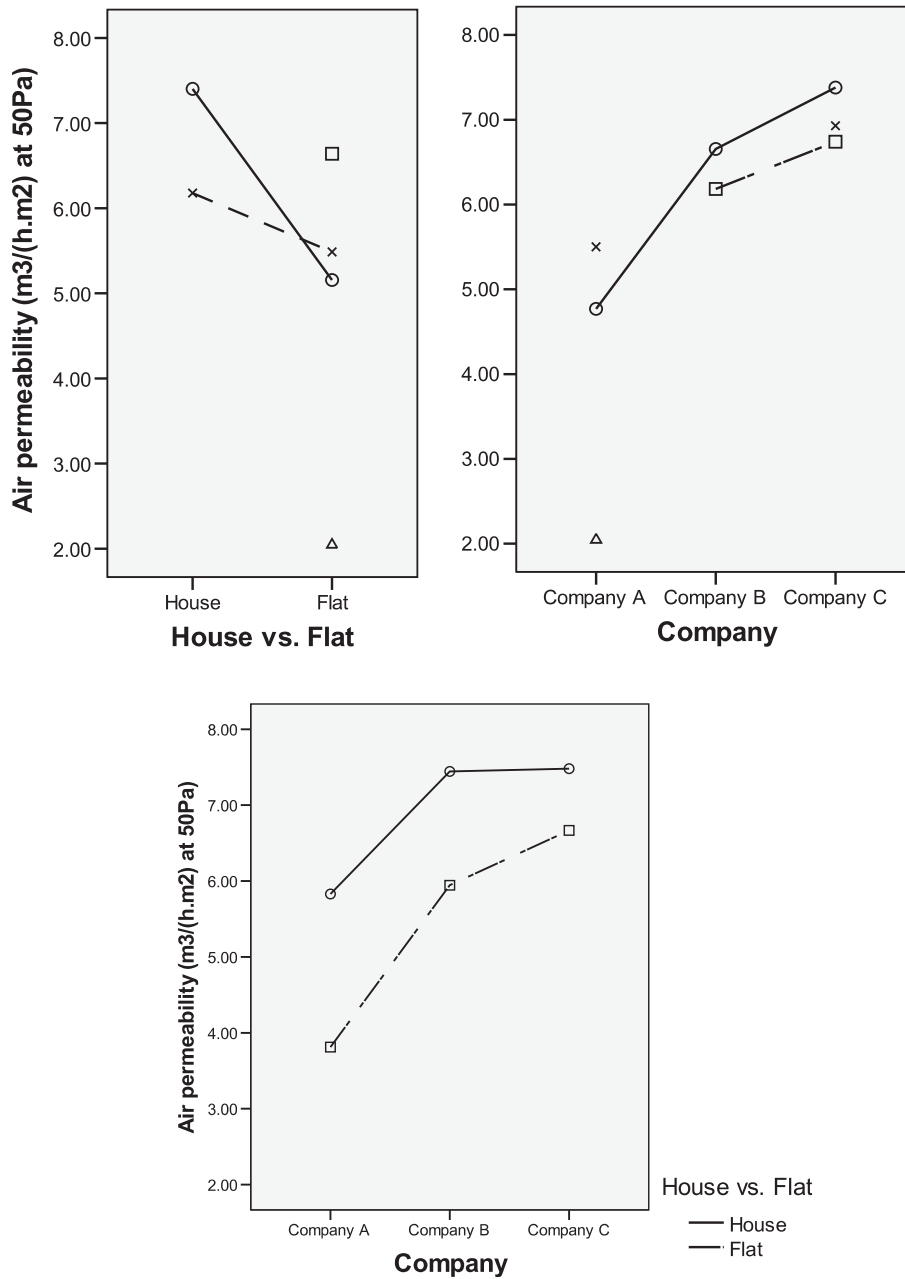 Air permeability (m3/(h.m2) at 50Pa)
8.00
7.00
6.00
5.00
4.00
3.00
2.00
House Flat
House vs. Flat
8.00
7.00
6.00
5.00
4.00
3.00
2.00
Company A Company B Company C
Company
Air permeability (m3/(h.m2) at 50Pa)
8.00
7.00
6.00
5.00
4.00
3.00
2.00
Company A Company B Company C
Company
House vs. Flat
House
Flat